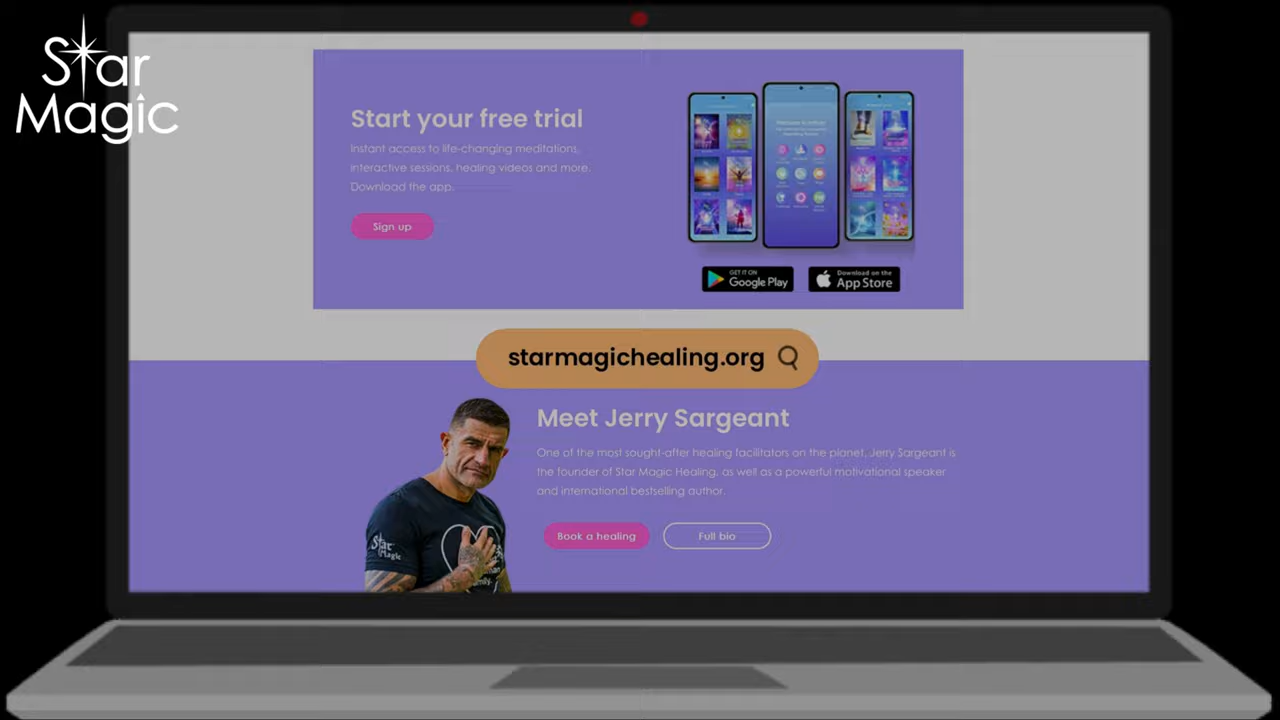 Star
Magic
Start your free trial
Instant access to life-changing meditations,
interactive sessions, healing videos and more.
Download the app.
Sign up
GET IT ON
Google Play
Download on the
App Store
starmagichealing.org
Meet Jerry Sargeant
One of the most sought-after healing facilitators on the planet, Jerry Sargeant is
the founder of Star Magic Healing, as well as a powerful motivational speaker
and international bestselling author.
Book a healing
Full bio
Star
Magic